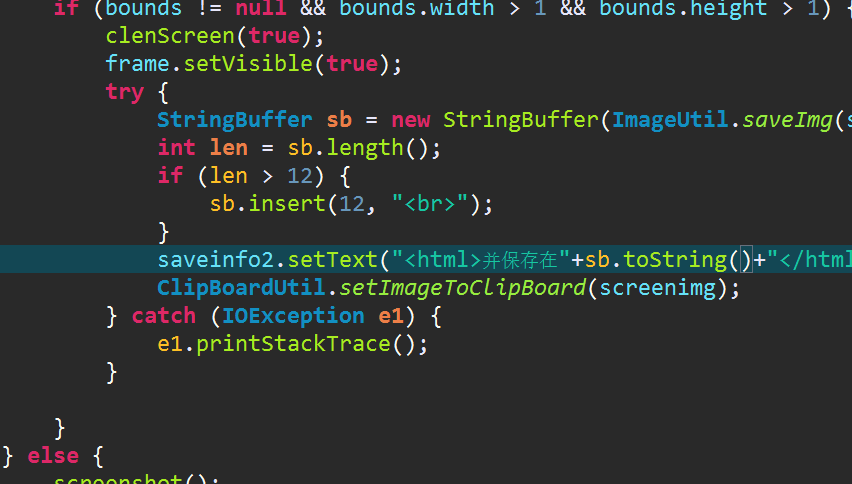 if (bounds != null && bounds.width > 1 && bounds.height > 1) {
clenScreen(true);
frame.setVisible(true);
try {
StringBuffer sb = new StringBuffer(ImageUtil.saveImg(s
int len = sb.length();
if (len > 12) {
sb.insert(12, "<br>");
}
saveinfo2.setText("<html>并保存在"+sb.toString()+"</html
ClipBoardUtil.setImageToClipBoard(screenimg);
} catch (IOException e1) {
e1.printStackTrace();
}
}
} else {
screenshot();